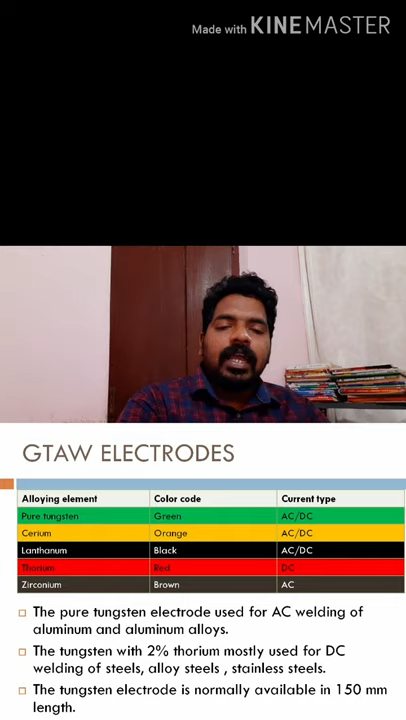 Made with KINEMASTER
GTAW ELECTRODES
Alloying element Color code Current type
Pure tungsten Green AC/DC
Cerium Orange AC/DC
Lanthanum Black AC/DC
Thorium Red DC
Zirconium Brown AC
The pure tungsten electrode used for AC welding of
aluminum and aluminum alloys.
The tungsten with 2% thorium mostly used for DC
welding of steels, alloy steels , stainless steels.
The tungsten electrode is normally available in 150 mm
length.